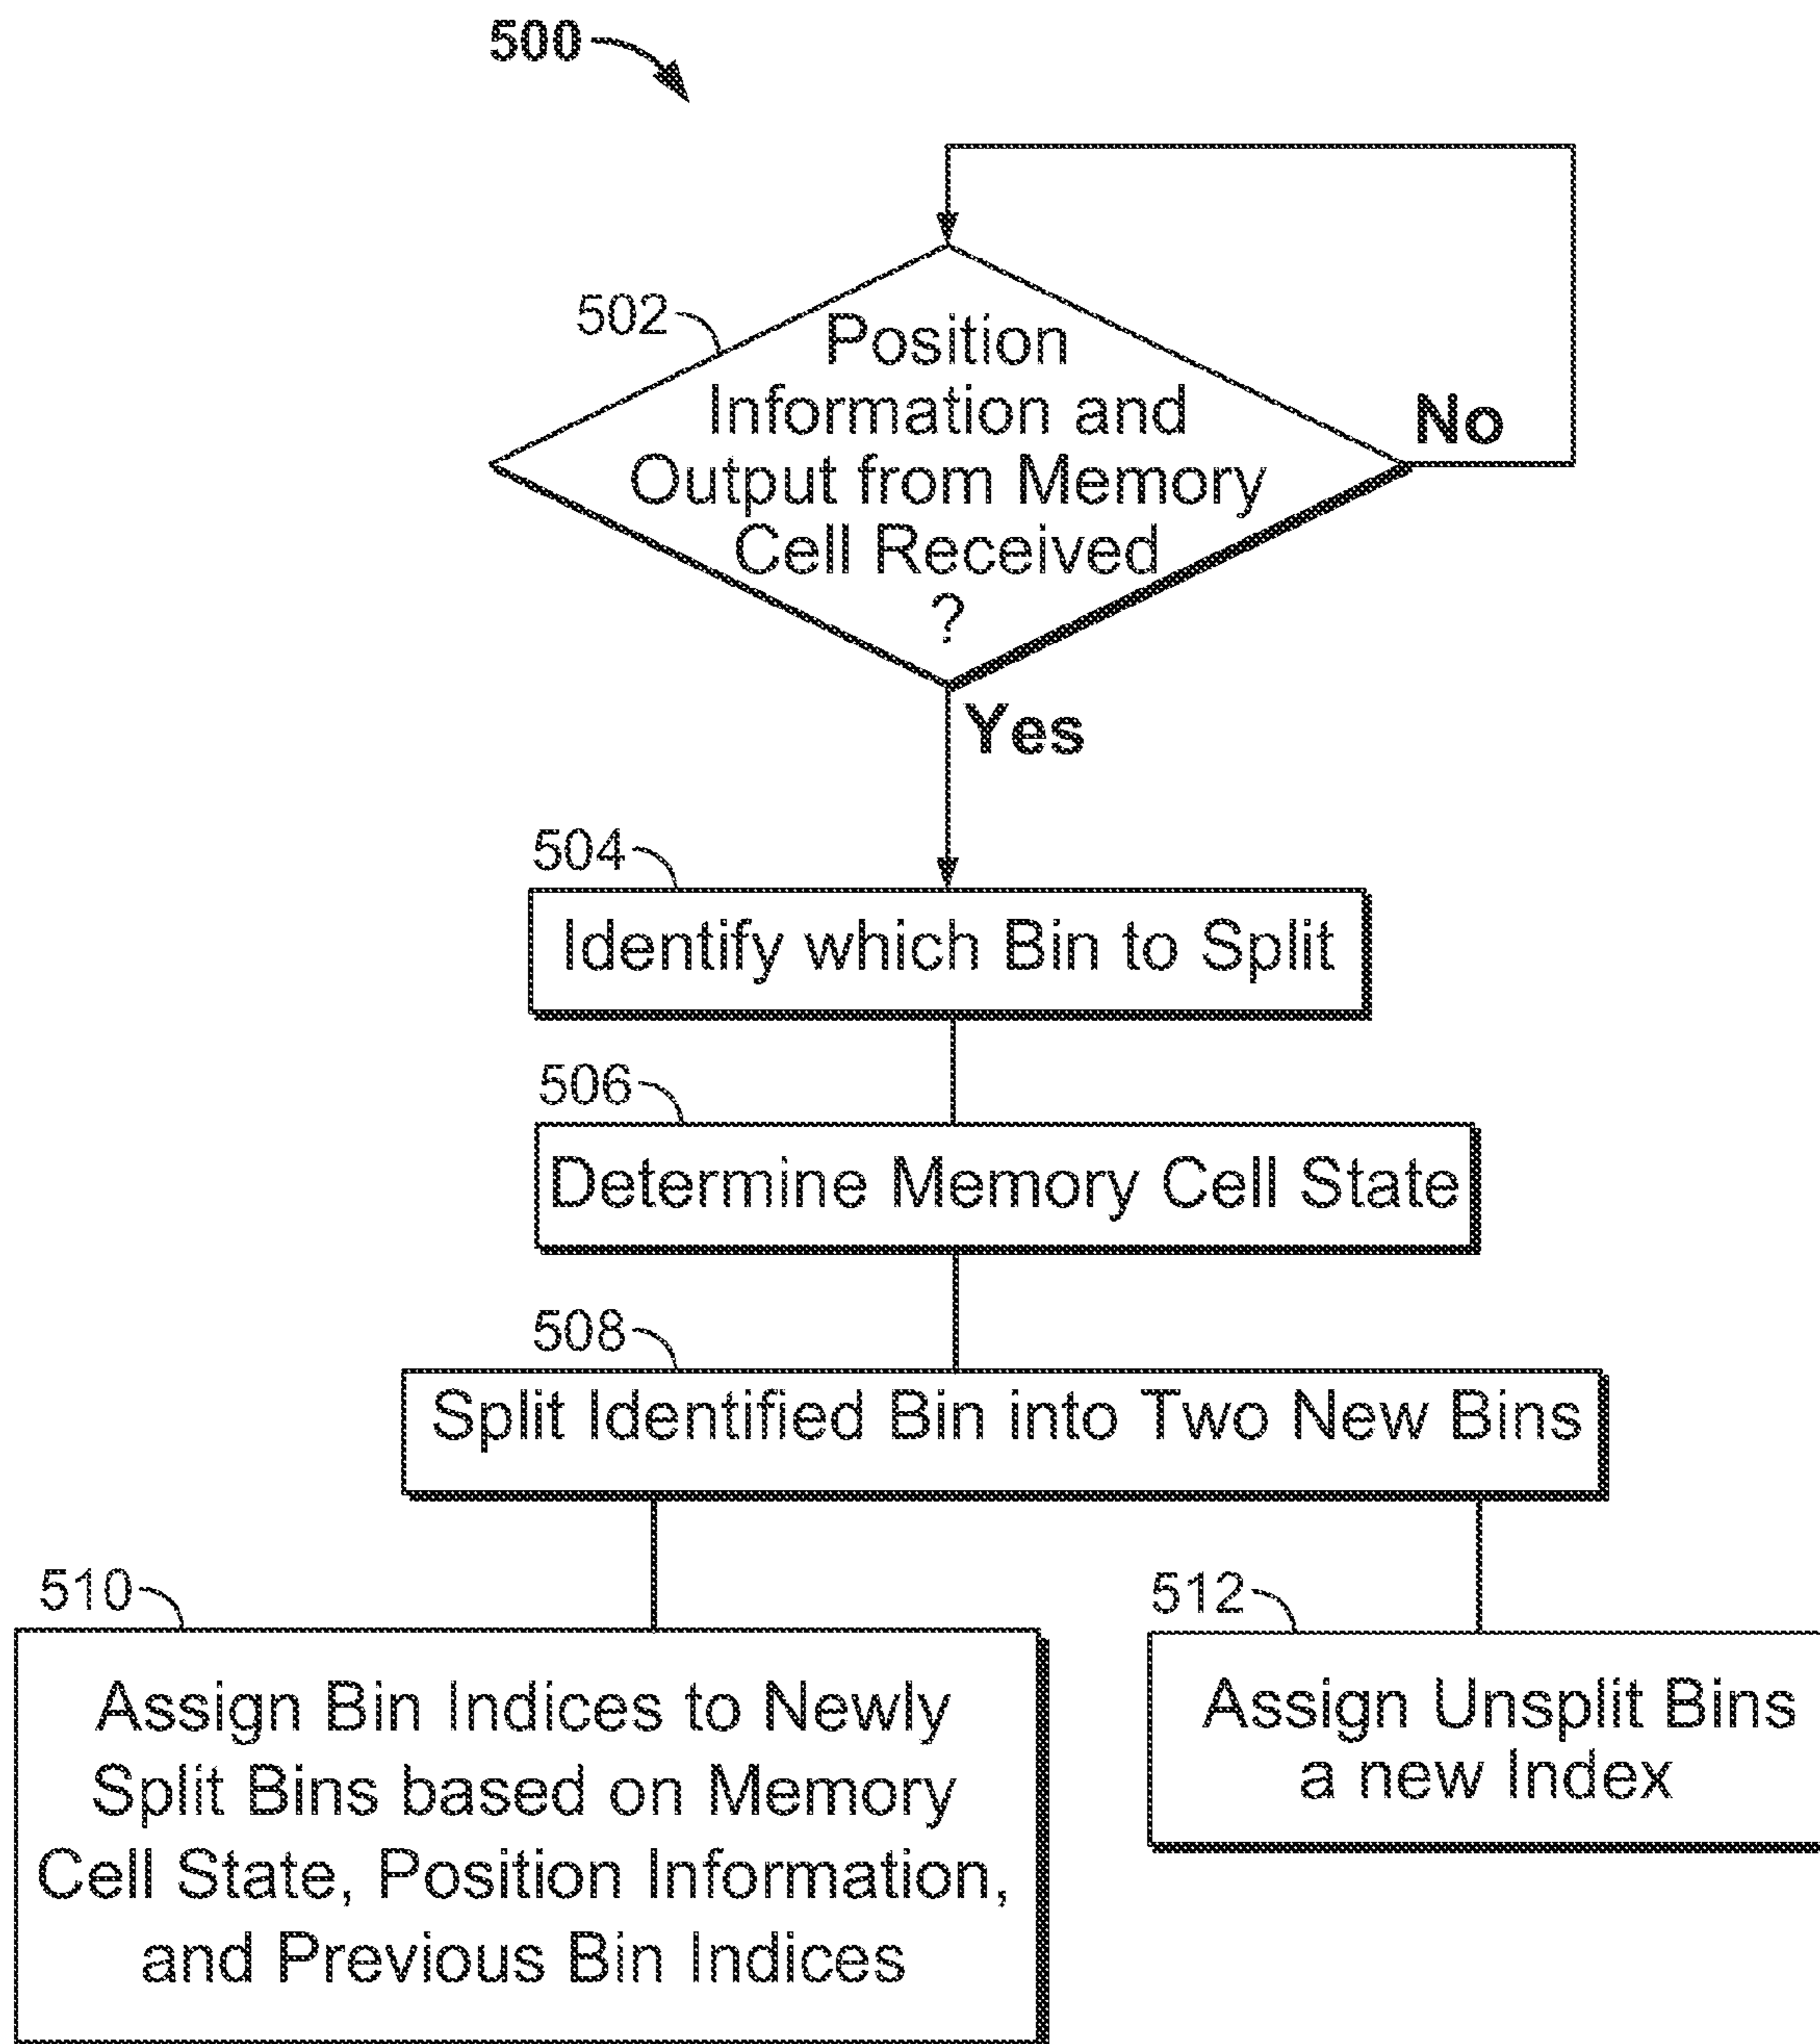 500
502
Position
Information and
Output from Memory
Cell Received
?
No
Yes
504
Identify which Bin to Split
506
Determine Memory Cell State
508
Split Identified Bin into Two New Bins
510
Assign Bin Indices to Newly
Split Bins based on Memory
Cell State, Position Information,
and Previous Bin Indices
512
Assign Unsplit Bins
a new Index